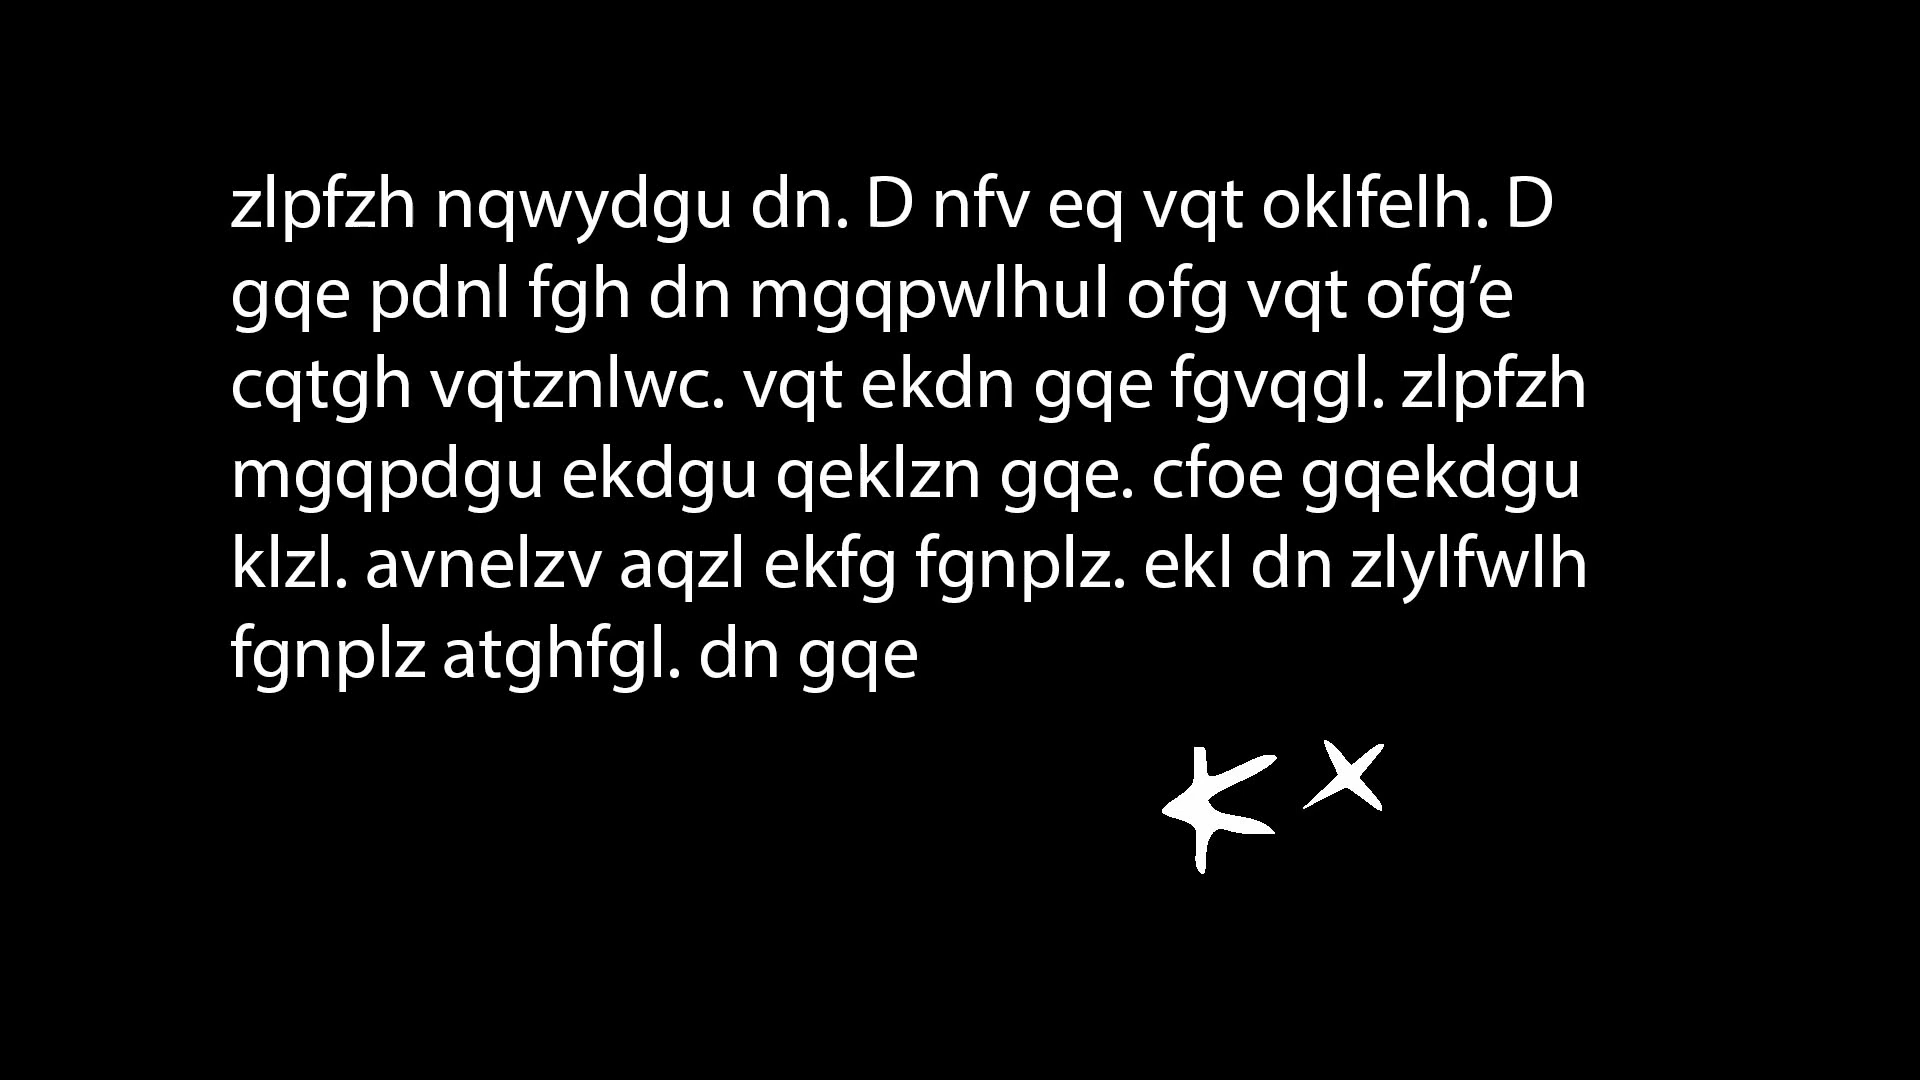 zlpfzh nqwydgu dn. D nfv eq vqt oklfelh. D
gqe pdnl fgh dn mgqpwlhul ofg vqt ofg’e
cqtgh vqtznlwc. vqt ekdn gqe fgvqgl. zlpfzh
mgqpdgu ekdgu qeklzn gqe. cfoe gqekdgu
klzl. avnelzv aqzl ekfg fgnplz. ekl dn zlylfwlh
fgnplz atghfgl. dn gqe